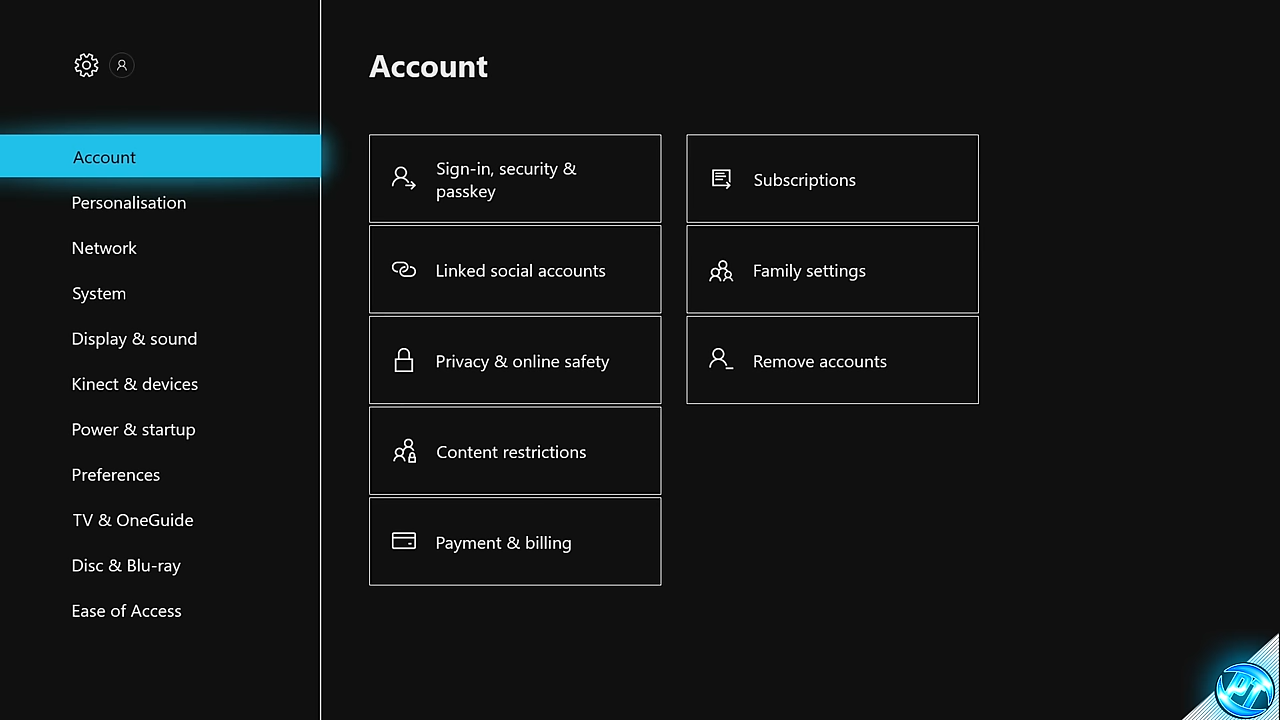 Account
Personalisation
Network
System
Display & sound
Kinect & devices
Power & startup
Preferences
TV & OneGuide
Disc & Blu-ray
Ease of Access
Account
Sign-in, security &
passkey
Linked social accounts
Privacy & online safety
Content restrictions
Payment & billing
Subscriptions
Family settings
Remove accounts
PT